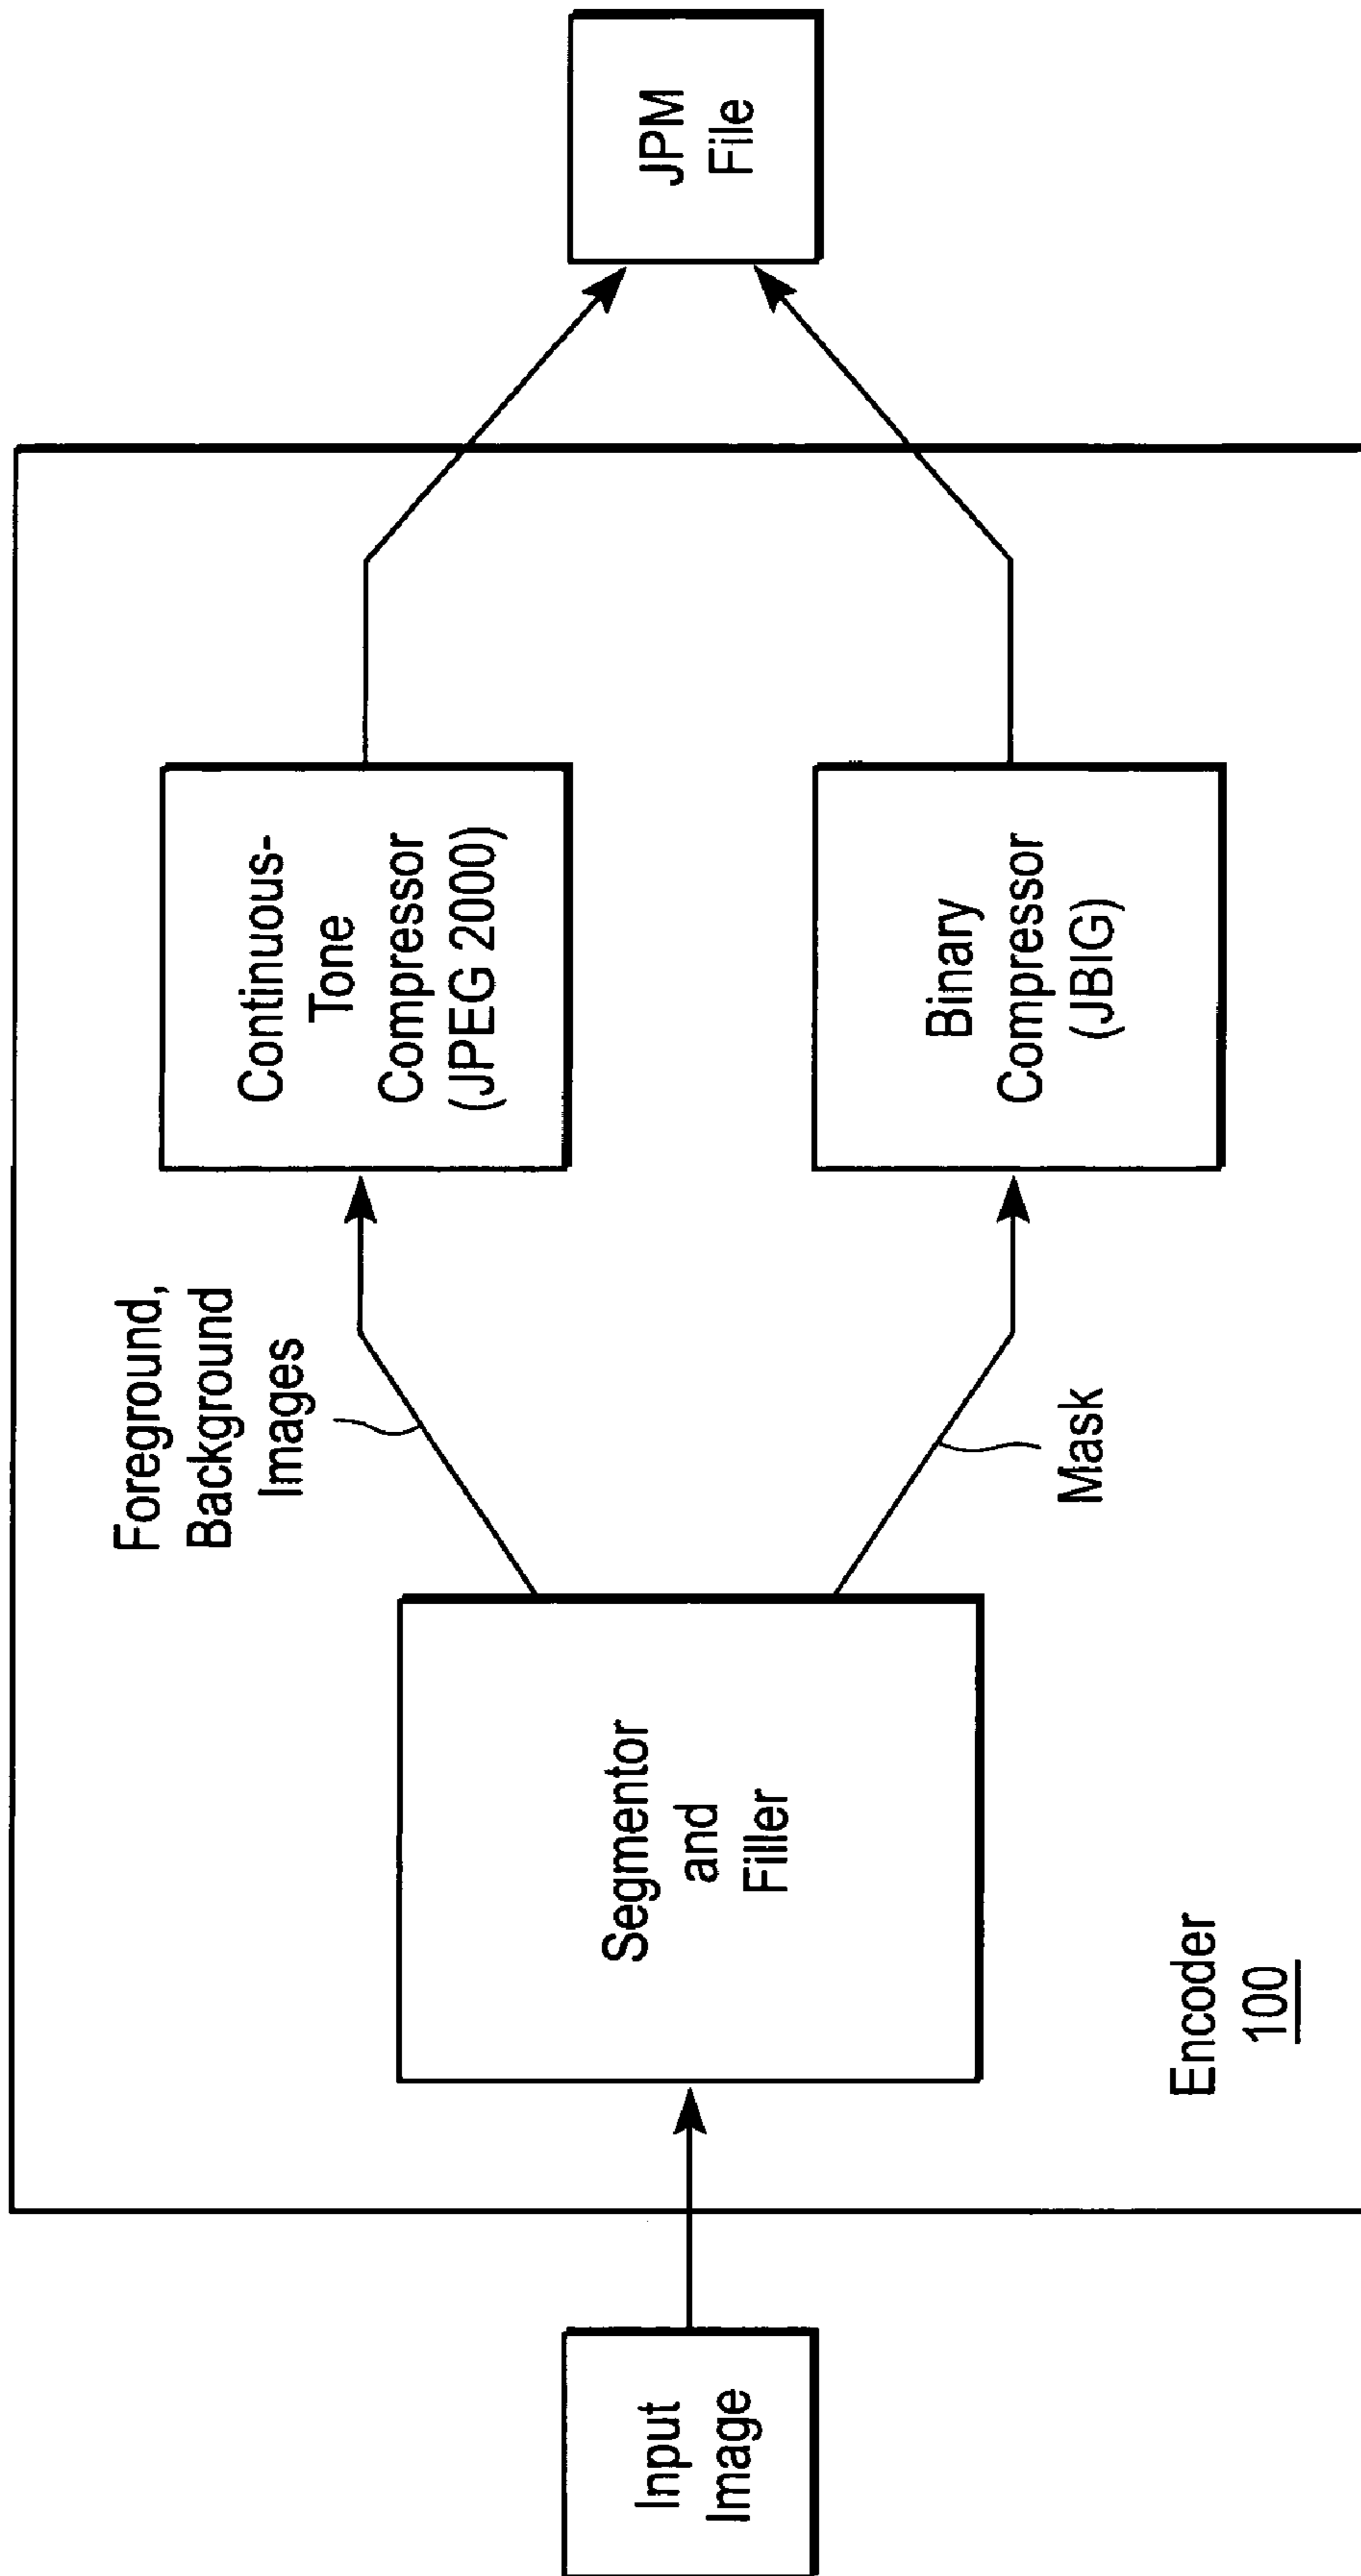 Input
Image
Segmentor
and
Filler
Encoder
100
Foreground,
Background
Images
Mask
Continuous-
Tone
Compressor
(JPEG 2000)
Binary
Compressor
(JBIG)
JPM
File